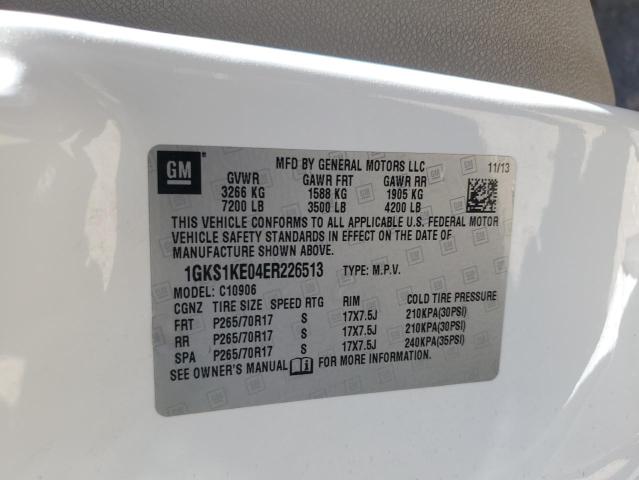 GM
MFD BY GENERAL MOTORS LLC 11/13
GVWR GAWR FRT GAWR RR
3266 KG 1588 KG 1905 KG
7200 LB 3500 LB 4200 LB
THIS VEHICLE CONFORMS TO ALL APPLICABLE U.S. FEDERAL MOTOR
VEHICLE SAFETY STANDARDS IN EFFECT ON THE DATE OF
MANUFACTURE SHOWN ABOVE.
1GKS1KE04ER226513 TYPE: M.P.V.
MODEL: C10906
CGNZ TIRE SIZE SPEED RTG RIM COLD TIRE PRESSURE
FRT P265/70R17 S 17X7.5J 210KPA(30PSI)
RR P265/70R17 S 17X7.5J 210KPA(30PSI)
SPA P265/70R17 S 17X7.5J 240KPA(35PSI)
SEE OWNER'S MANUAL FOR MORE INFORMATION